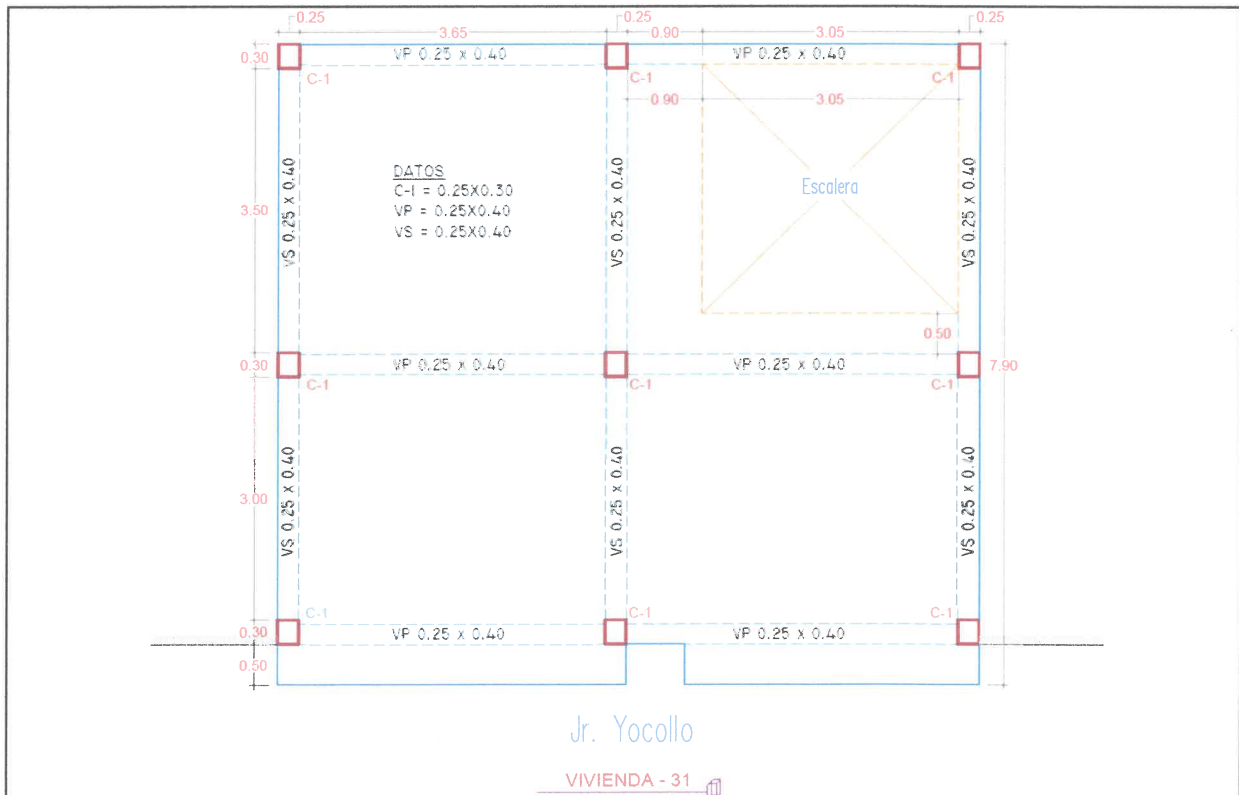 0.25
0.25
0.25
3.65
0.90
3.05
0.30
VP 0.25 x 0.40
VP 0.25 x 0.40
C-1
C-1
C-1
0.90
3.05
DATOS
C-1 = 0.25X0.30
VP = 0.25X0.40
VS = 0.25X0.40
Escalera
3.50
VS 0.25 x 0.40
VS 0.25 x 0.40
VS 0.25 x 0.40
0.50
0.30
VP 0.25 x 0.40
VP 0.25 x 0.40
7.90
C-1
C-1
C-1
3.00
VS 0.25 x 0.40
VS 0.25 x 0.40
VS 0.25 x 0.40
C-1
C-1
C-1
0.30
VP 0.25 x 0.40
VP 0.25 x 0.40
0.50
Jr. Yocollo
VIVIENDA - 31